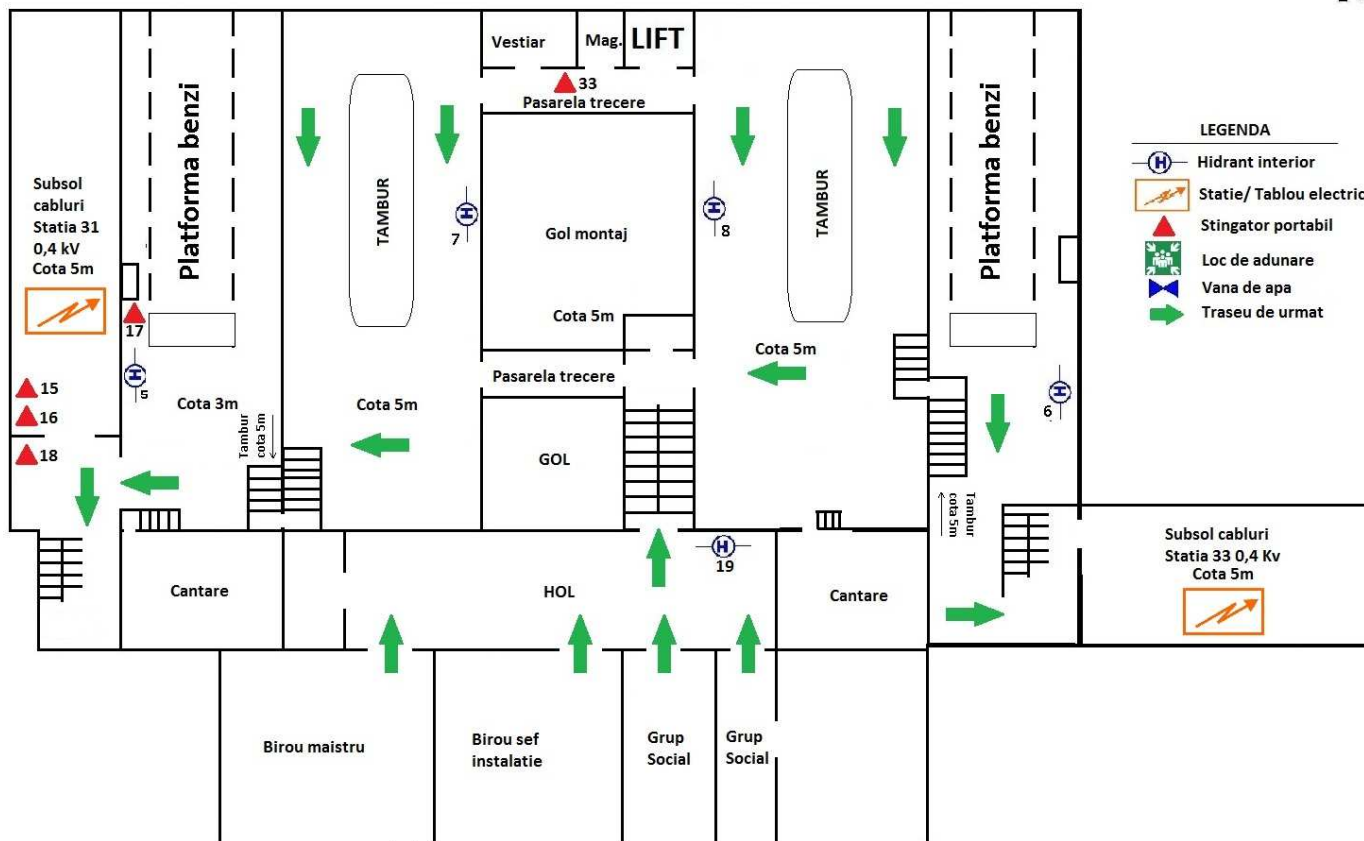 Vestiar
Mag.
LIFT
33
Pasarela trecere
Platforma benzi
TAMBUR
TAMBUR
Platforma benzi
LEGENDA
H Hidrant interior
Statie/ Tablou electric
Stingator portabil
Loc de adunare
Vana de apa
Traseu de urmat
Subsol
cabluri
Statia 31
0,4 kV
Cota 5m
H
7
H
8
Gol montaj
Cota 5m
17
H
5
Cota 5m
Pasarela trecere
15
16
18
Cota 3m
Cota 5m
H
6
Tambur
cota 5m
GOL
Tambur
cota 5m
Subsol cabluri
Statia 33 0,4 Kv
Cota 5m
H
19
Cantare
HOL
Cantare
Birou maistru
Birou sef
instalatie
Grup
Social
Grup
Social